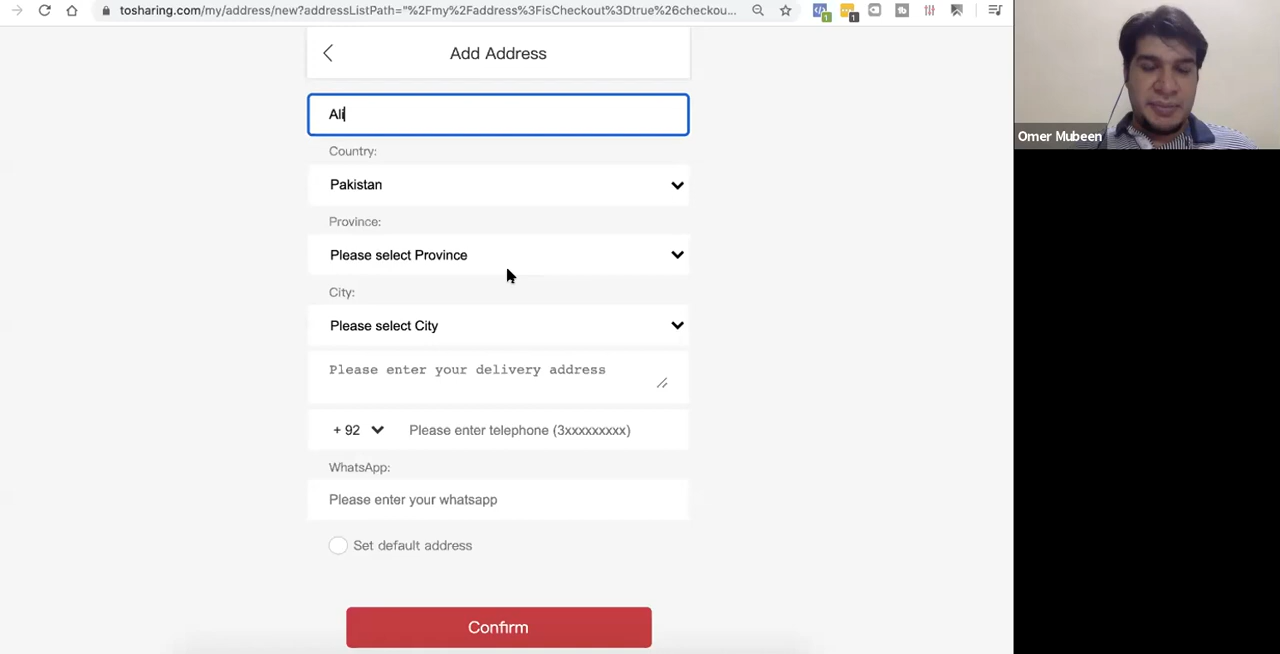 tosharing.com/my/address/new?addressListPath="%2Fmy%2Faddress%3FisCheckout%3Dtrue%26checkou...
1
1
Add Address
Ali
Country:
Pakistan
Province:
Please select Province
City:
Please select City
Please enter your delivery address
+ 92 Please enter telephone (3xxxxxxxxx)
WhatsApp:
Please enter your whatsapp
Set default address
Confirm
Omer Mubeen